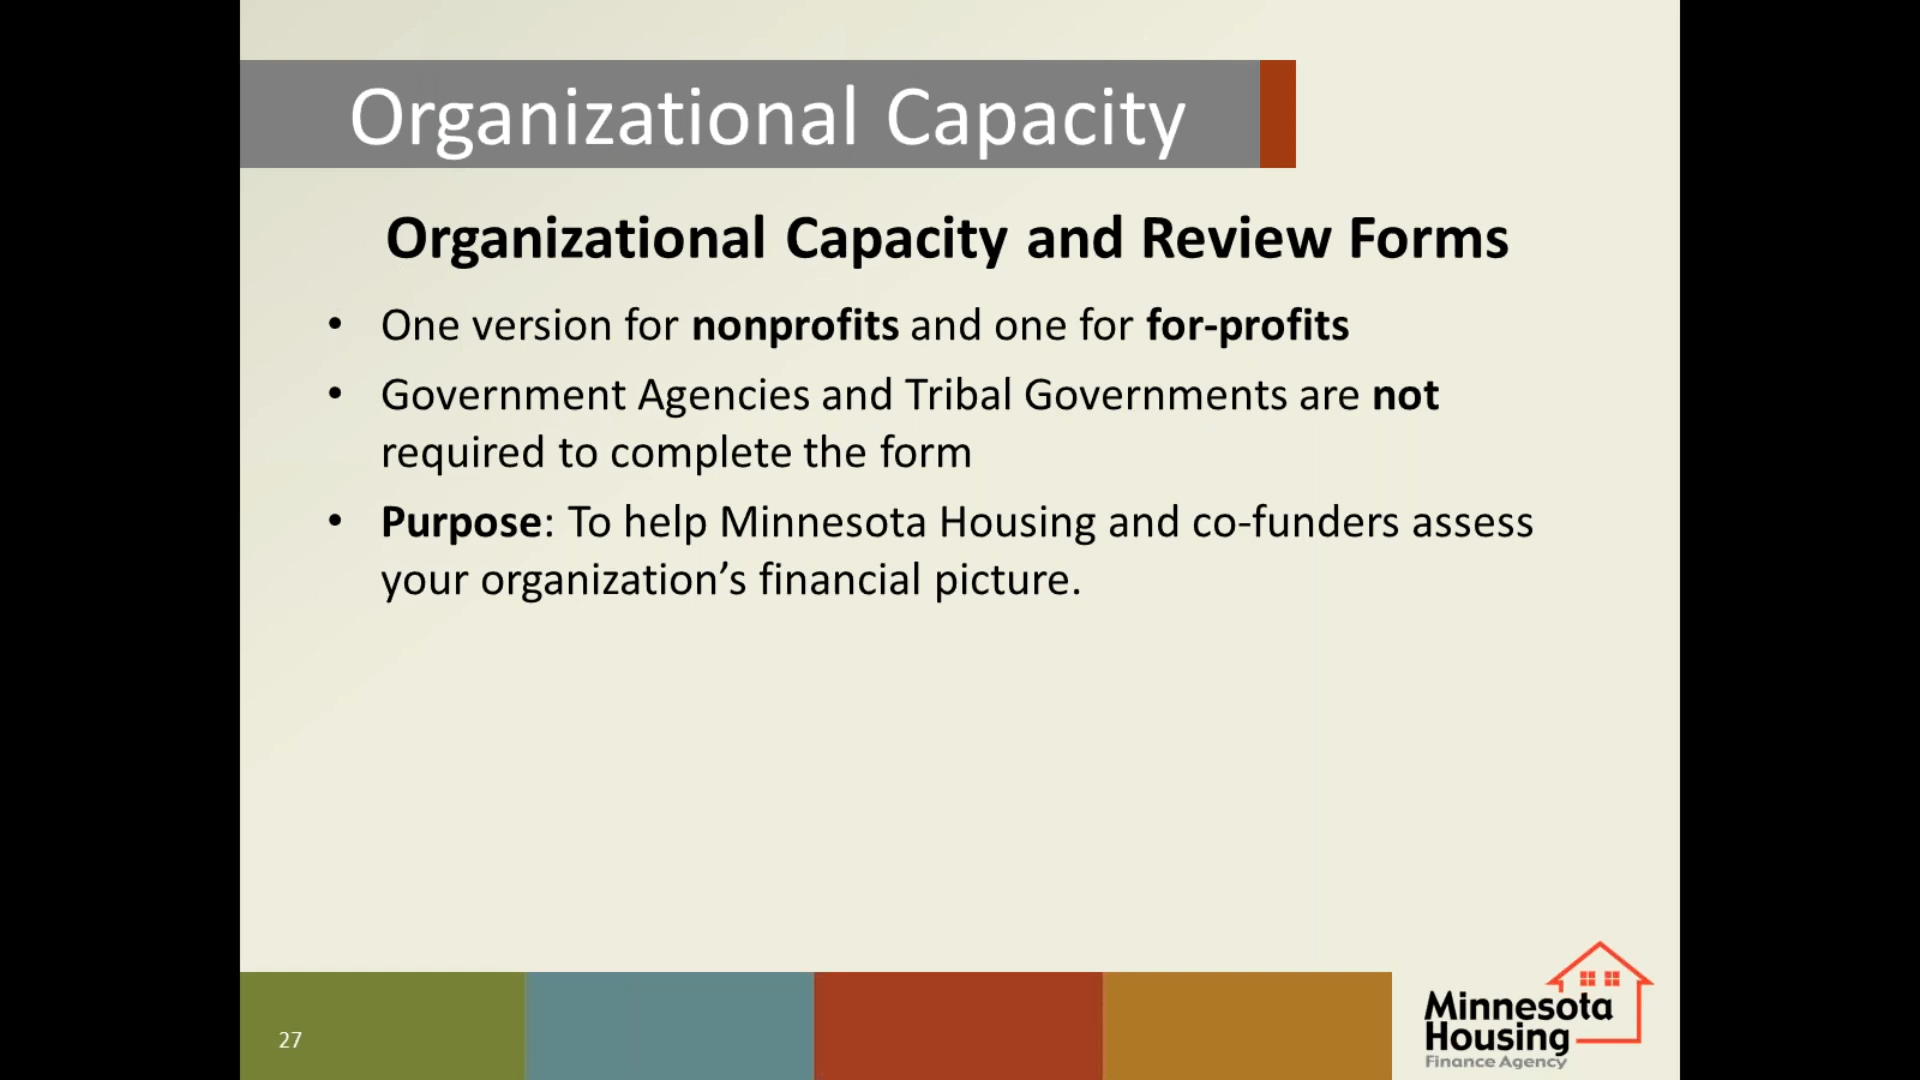 Organizational Capacity
Organizational Capacity and Review Forms
• One version for nonprofits and one for for-profits
• Government Agencies and Tribal Governments are not
required to complete the form
• Purpose: To help Minnesota Housing and co-funders assess
your organization’s financial picture.
27
Minnesota
Housing
Finance Agency